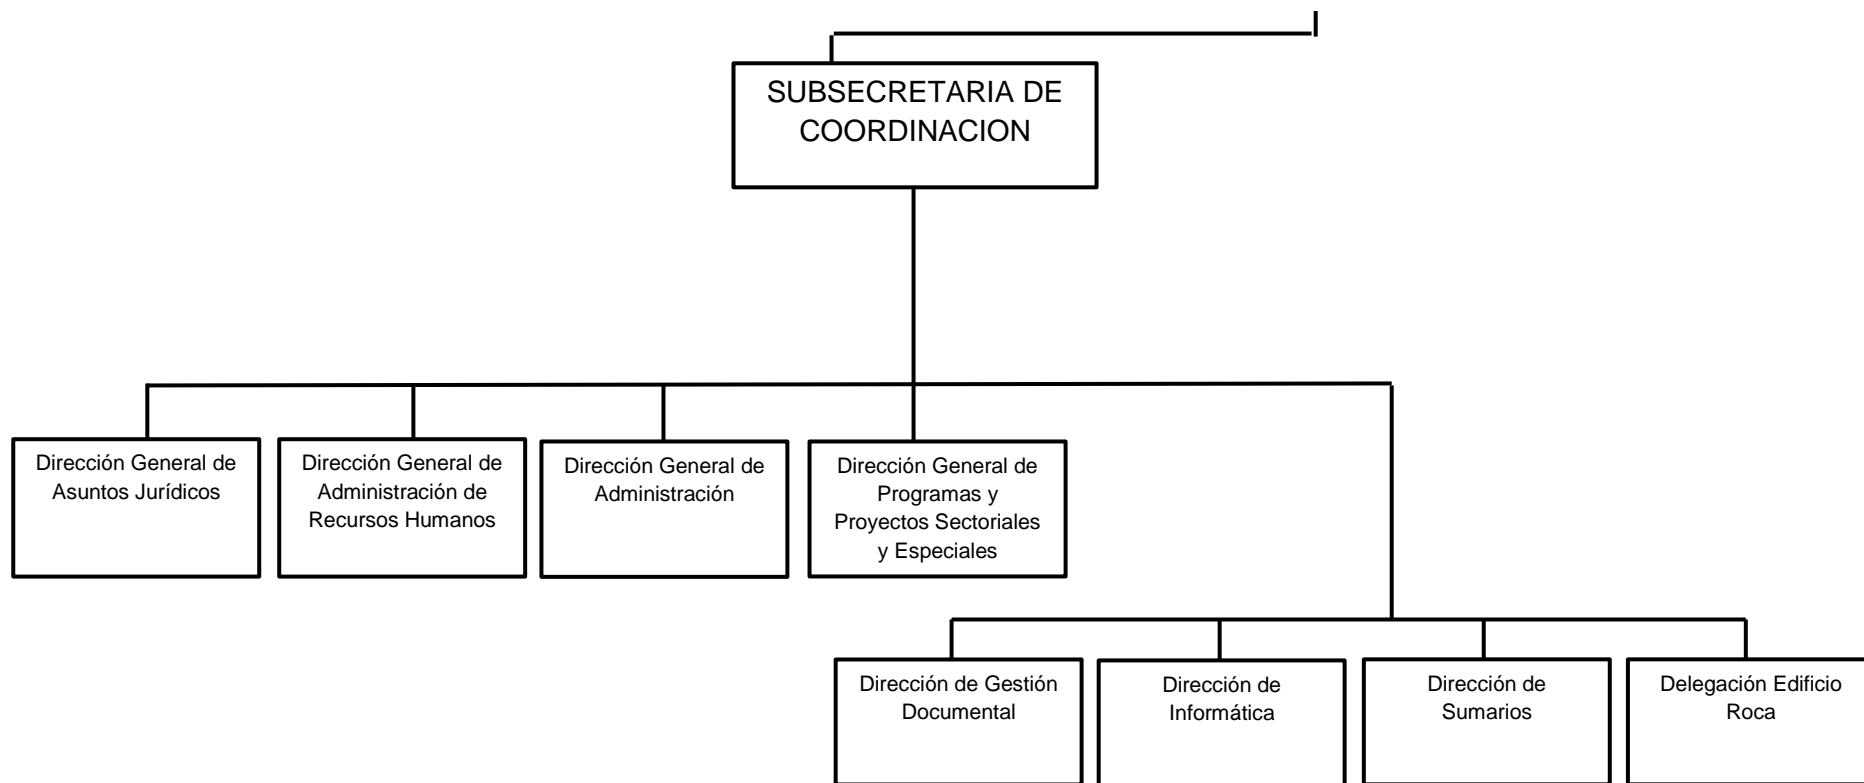 SUBSECRETARIA DE
COORDINACION
Dirección General de
Asuntos Jurídicos
Dirección General de
Administración de
Recursos Humanos
Dirección General de
Administración
Dirección General de
Programas y
Proyectos Sectoriales
y Especiales
Dirección de Gestión
Documental
Dirección de
Informática
Dirección de
Sumarios
Delegación Edificio
Roca